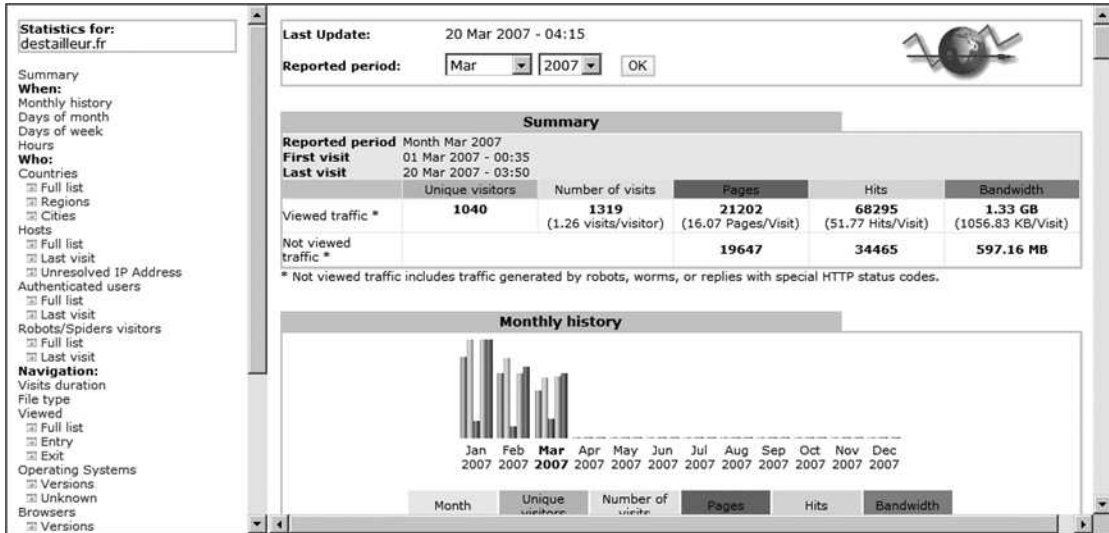 Statistics for:
destailleur.fr
Summary
When:
Monthly history
Days of month
Days of week
Hours
Who:
Countries
Full list
Regions
Cities
Hosts
Full list
Last visit
Unresolved IP Address
Authenticated users
Full list
Last visit
Robots/Spiders visitors
Full list
Last visit
Navigation:
Visits duration
File type
Viewed
Full list
Entry
Exit
Operating Systems
Versions
Unknown
Browsers
Versions
Last Update: 20 Mar 2007 - 04:15
Reported period: Mar 2007 OK
Summary
Reported period Month Mar 2007
First visit 01 Mar 2007 - 00:35
Last visit 20 Mar 2007 - 03:50
Unique visitors Number of visits Pages Hits Bandwidth
Viewed traffic * 1040 1319 21202 68295 1.33 GB
(1.26 visits/visitor) (16.07 Pages/Visit) (51.77 Hits/Visit) (1056.83 KB/Visit)
Not viewed
traffic * 19647 34465 597.16 MB
* Not viewed traffic includes traffic generated by robots, worms, or replies with special HTTP status codes.
Monthly history
Jan Feb Mar Apr May Jun Jul Aug Sep Oct Nov Dec
2007 2007 2007 2007 2007 2007 2007 2007 2007 2007 2007 2007
Month Unique visitors Number of visits Pages Hits Bandwidth